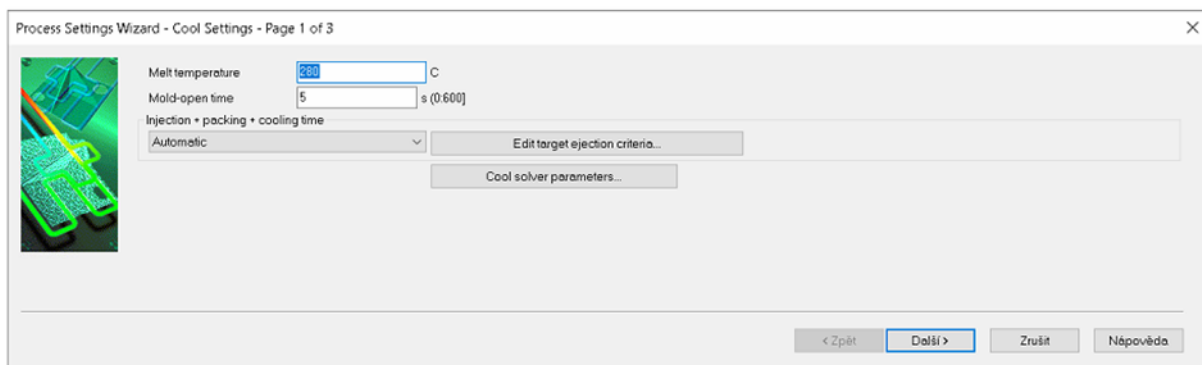 Process Settings Wizard - Cool Settings - Page 1 of 3
Melt temperature 280 C
Mold-open time 5 s (0:600]
Injection + packing + cooling time
Automatic Edit target ejection criteria...
Cool solver parameters...
< Zpět Další > Zrušit Nápověda